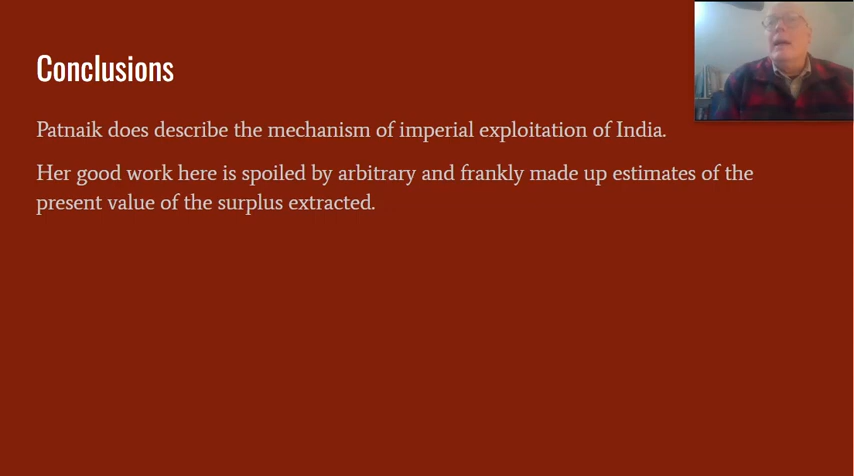 Conclusions
Patnaik does describe the mechanism of imperial exploitation of India.
Her good work here is spoiled by arbitrary and frankly made up estimates of the
present value of the surplus extracted.